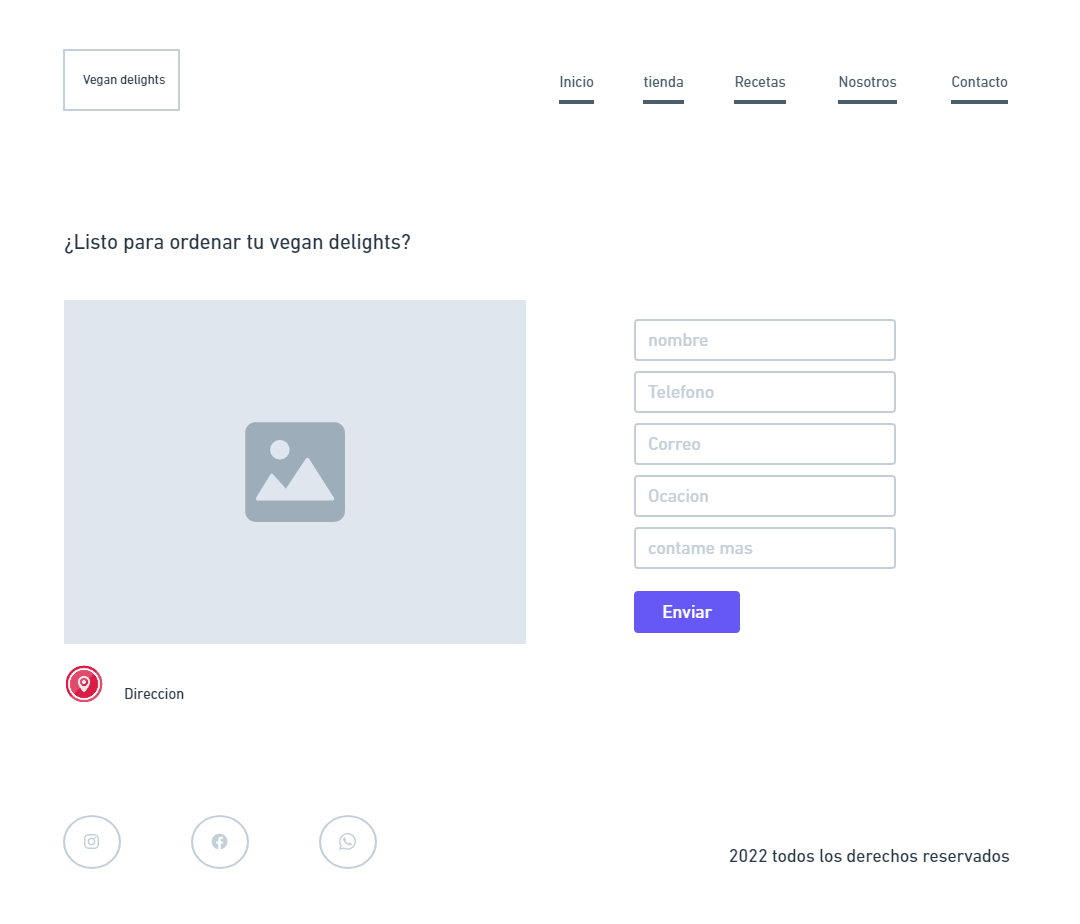 Vegan delights
Inicio tienda Recetas Nosotros Contacto
¿Listo para ordenar tu vegan delights?
nombre
Telefono
Correo
Ocacion
contame mas
Enviar
Direccion
2022 todos los derechos reservados